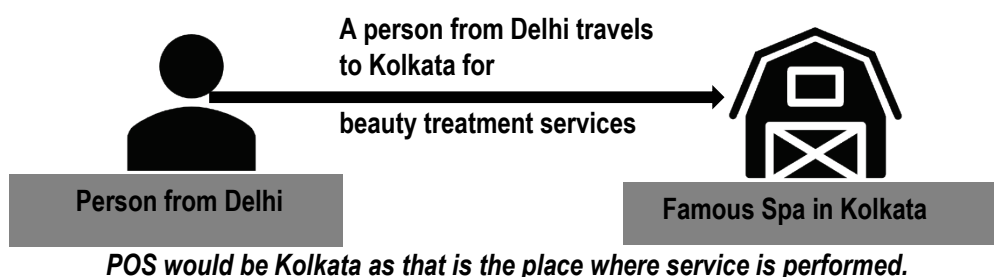 A person from Delhi travels
to Kolkata for
beauty treatment services
Person from Delhi
Famous Spa in Kolkata
POS would be Kolkata as that is the place where service is performed.